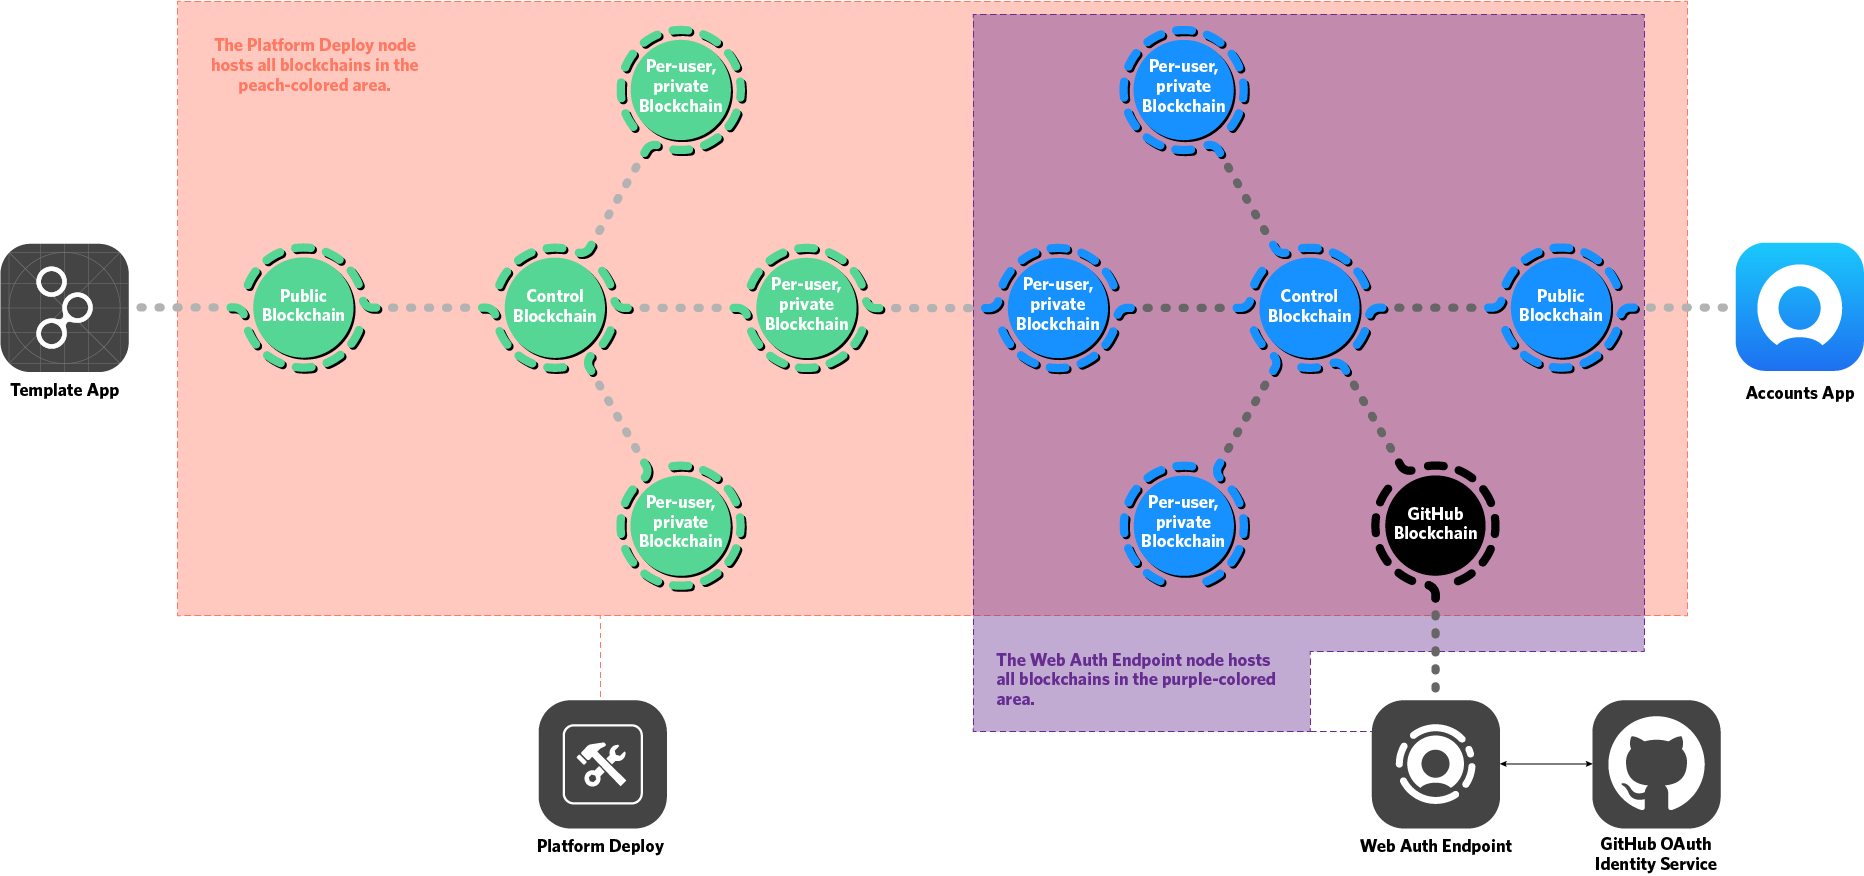 The Platform Deploy node
hosts all blockchains in the
peach-colored area.
Per-user,
private
Blockchain
Per-user,
private
Blockchain
Public
Blockchain
Control
Blockchain
Per-user,
private
Blockchain
Per-user,
private
Blockchain
Control
Blockchain
Public
Blockchain
Template App
Accounts App
Per-user,
private
Blockchain
Per-user,
private
Blockchain
GitHub
Blockchain
The Web Auth Endpoint node hosts
all blockchains in the purple-colored
area.
Platform Deploy
Web Auth Endpoint
GitHub OAuth
Identity Service